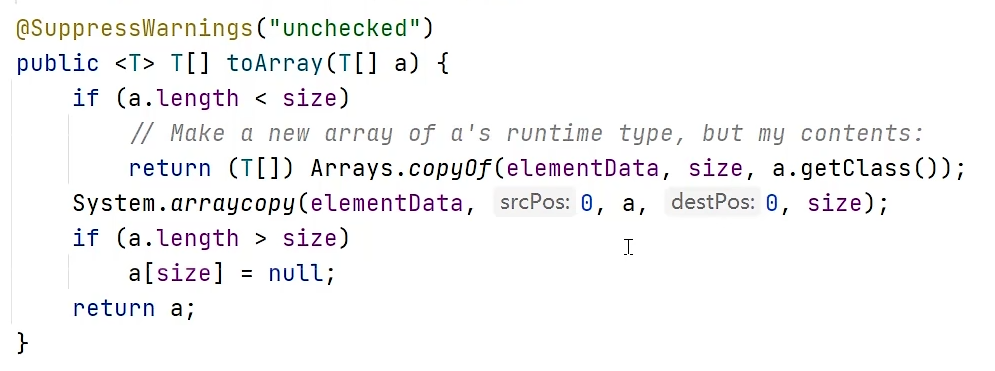 @SuppressWarnings("unchecked")
public <T> T[] toArray(T[] a) {
    if (a.length < size)
        // Make a new array of a's runtime type, but my contents:
        return (T[]) Arrays.copyOf(elementData, size, a.getClass());
    System.arraycopy(elementData, srcPos: 0, a, destPos: 0, size);
    if (a.length > size)
        a[size] = null;
    return a;
}